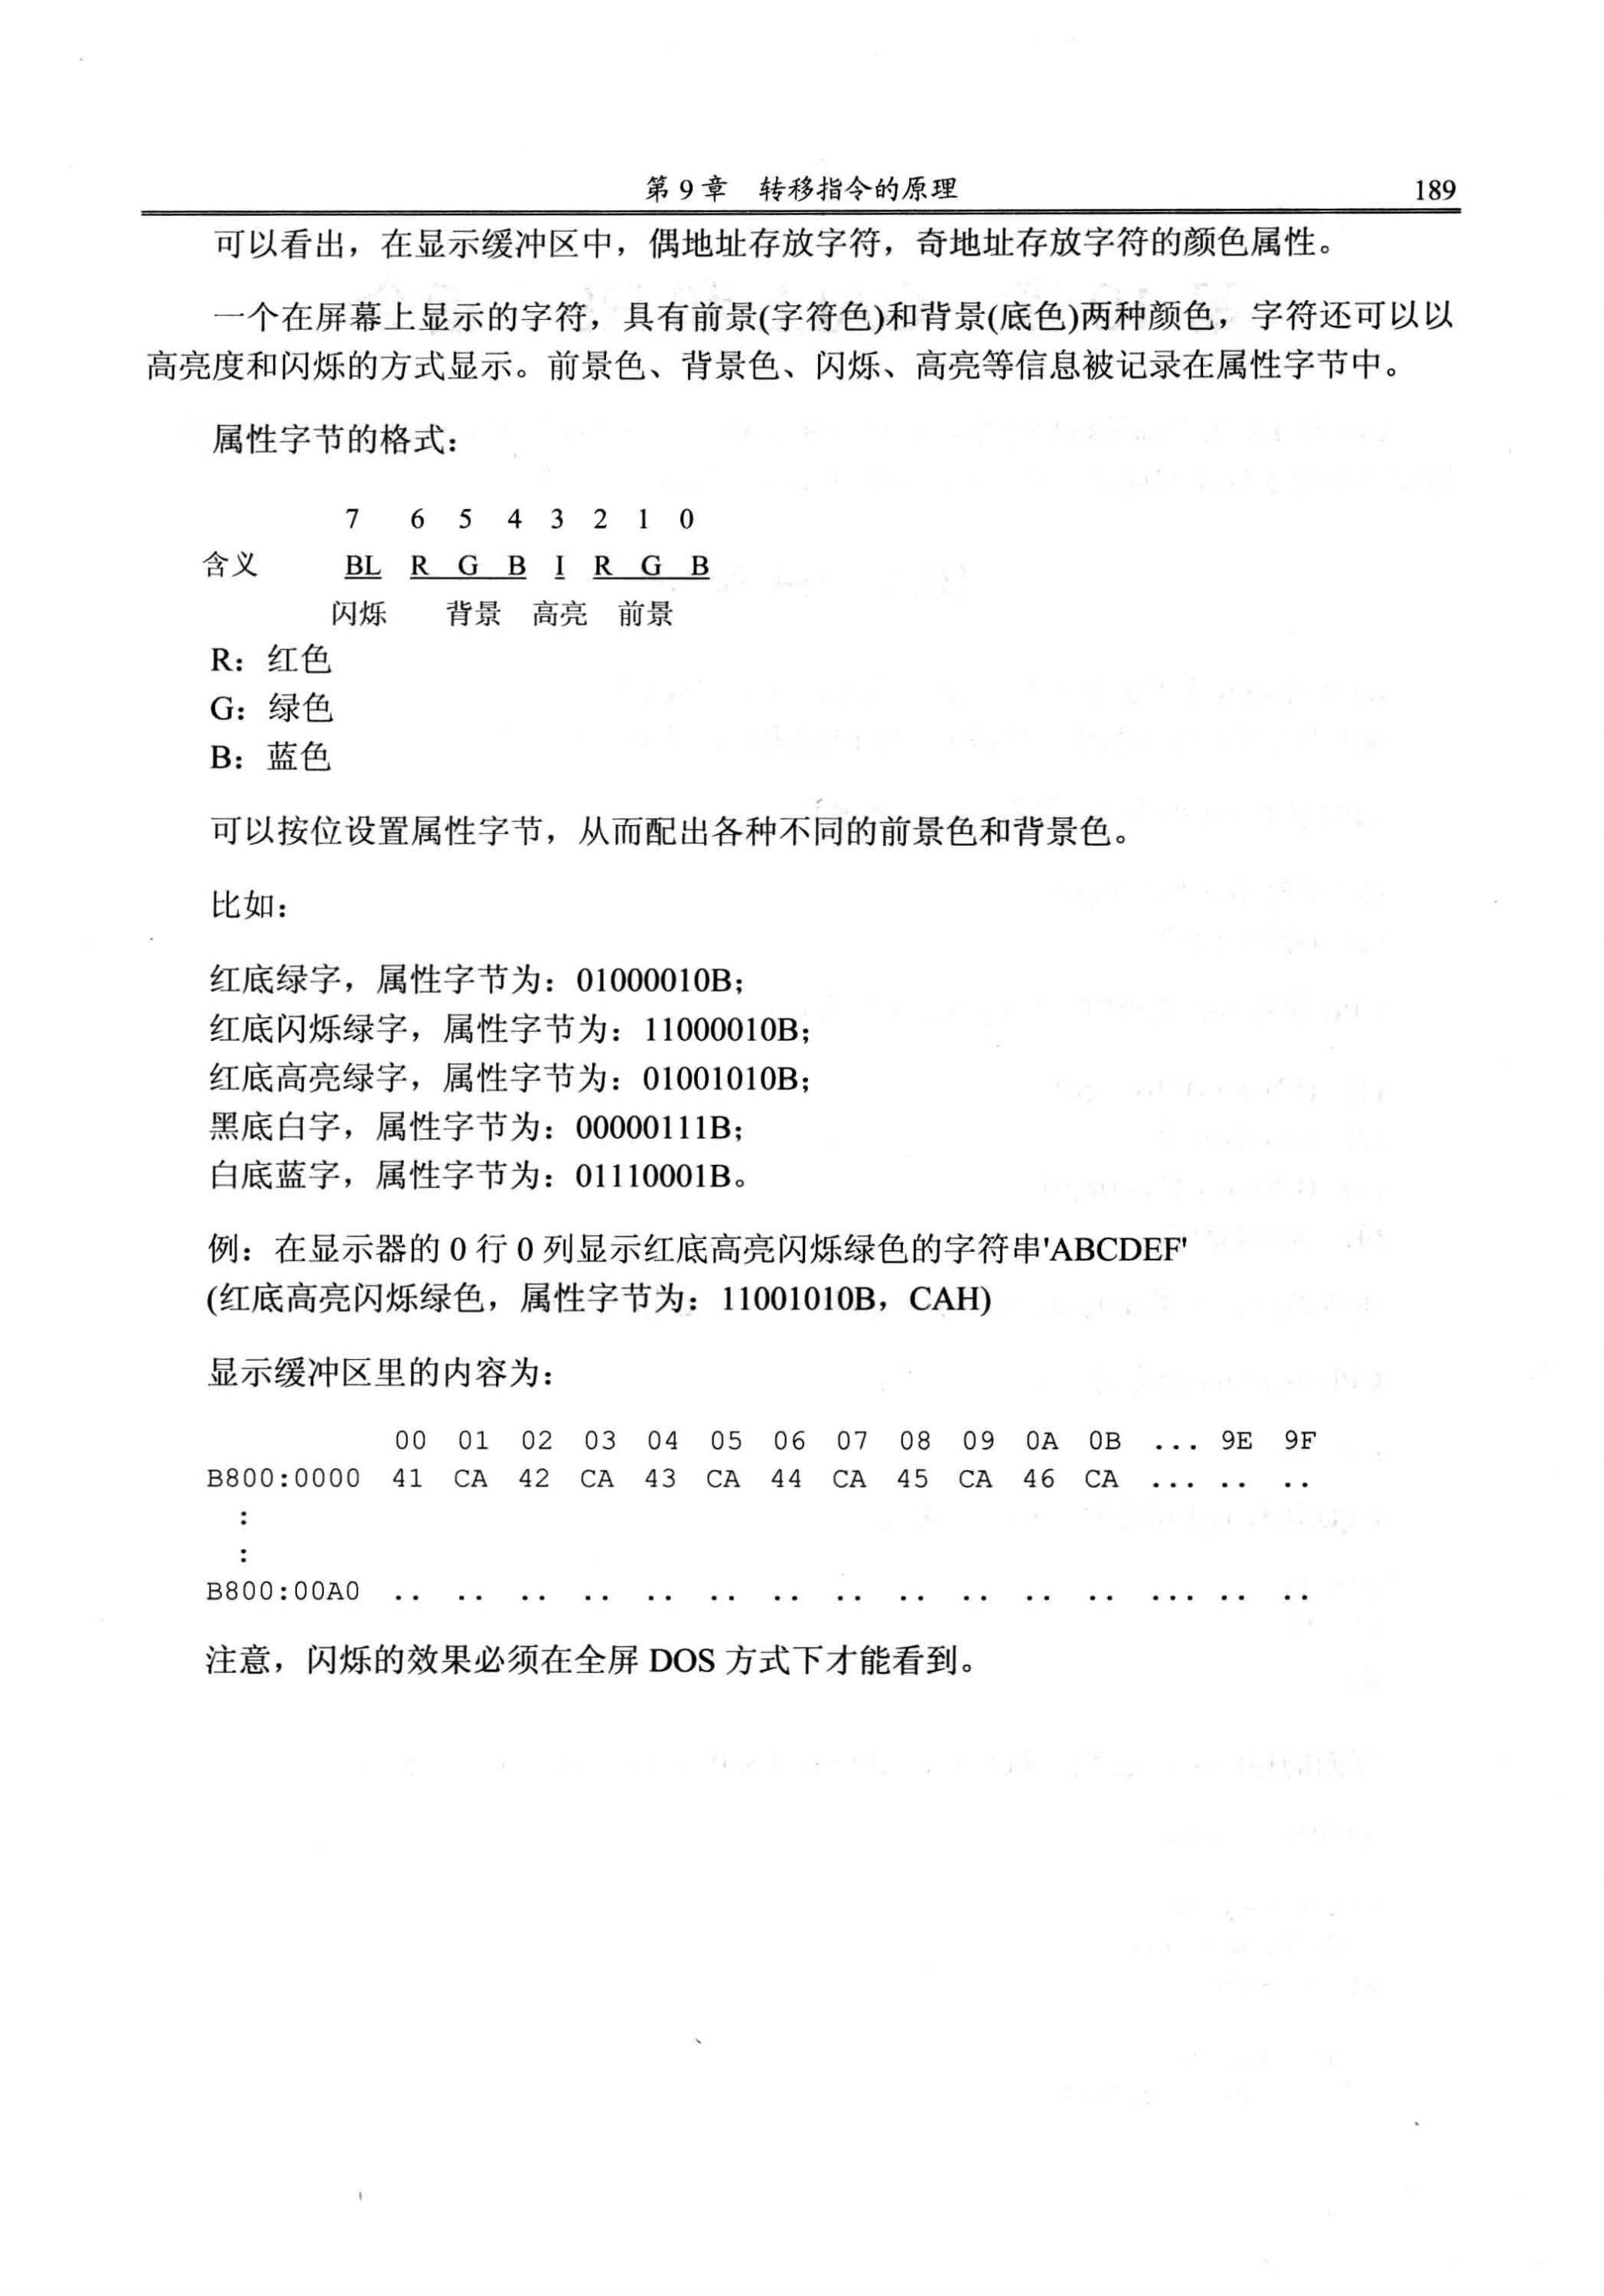 第 9 章 转移指令的原理 189
可以看出，在显示缓冲区中，偶地址存放字符，奇地址存放字符的颜色属性。
一个在屏幕上显示的字符，具有前景(字符色)和背景(底色)两种颜色，字符还可以以
高亮度和闪烁的方式显示。前景色、背景色、闪烁、高亮等信息被记录在属性字节中。
属性字节的格式：
7 6 5 4 3 2 1 0
含义 BL R G B I R G B
闪烁 背景 高亮 前景
R：红色
G：绿色
B：蓝色
可以按位设置属性字节，从而配出各种不同的前景色和背景色。
比如：
红底绿字，属性字节为：01000010B；
红底闪烁绿字，属性字节为：11000010B；
红底高亮绿字，属性字节为：01001010B；
黑底白字，属性字节为：00000111B；
白底蓝字，属性字节为：01110001B。
例：在显示器的 0 行 0 列显示红底高亮闪烁绿色的字符串'ABCDEF'
(红底高亮闪烁绿色，属性字节为：11001010B，CAH)
显示缓冲区里的内容为：
00 01 02 03 04 05 06 07 08 09 0A 0B ... 9E 9F
B800:0000 41 CA 42 CA 43 CA 44 CA 45 CA 46 CA ... .. ..
:
:
B800:00A0 .. .. .. .. .. .. .. .. .. .. .. .. ... .. ..
注意，闪烁的效果必须在全屏 DOS 方式下才能看到。